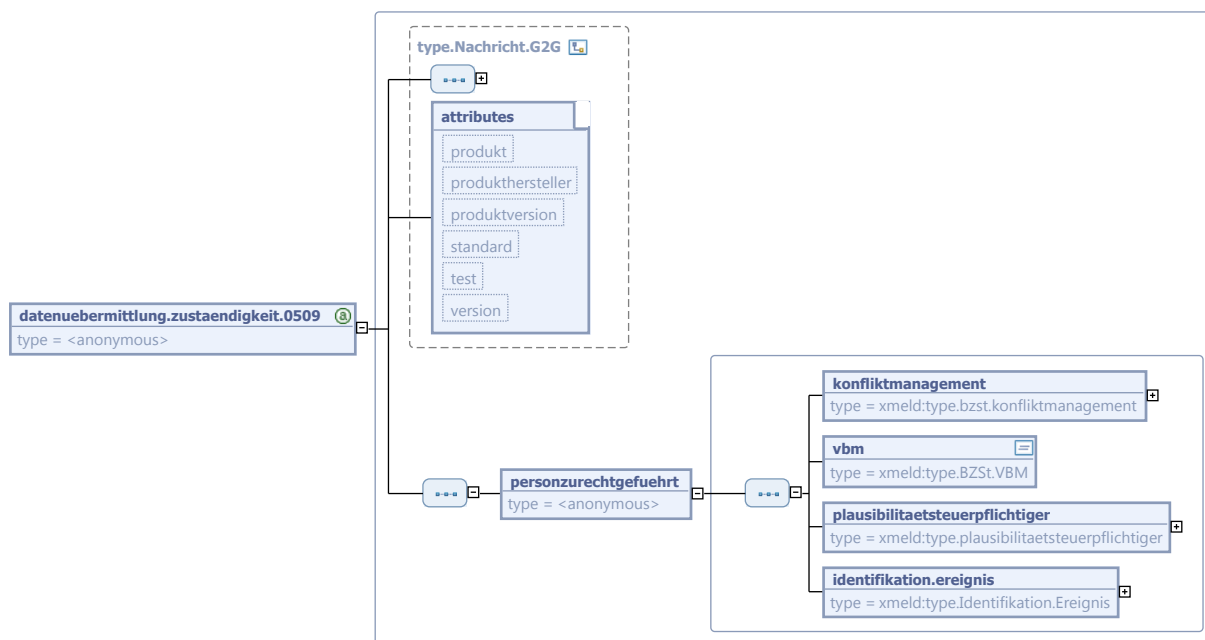 type.Nachricht.G2G
attributes
produkt
produkthersteller
produktversion
standard
test
version
datenuebermittlung.zustaendigkeit.0509
type = <anonymous>
personzurechtgefuehrt
type = <anonymous>
konfliktmanagement
type = xmeld:type.bzst.konfliktmanagement
vbm
type = xmeld:type.BZSt.VBM
plausibilitaetsteuerpflichtiger
type = xmeld:type.plausibilitaetsteuerpflichtiger
identifikation.ereignis
type = xmeld:type.Identifikation.Ereignis